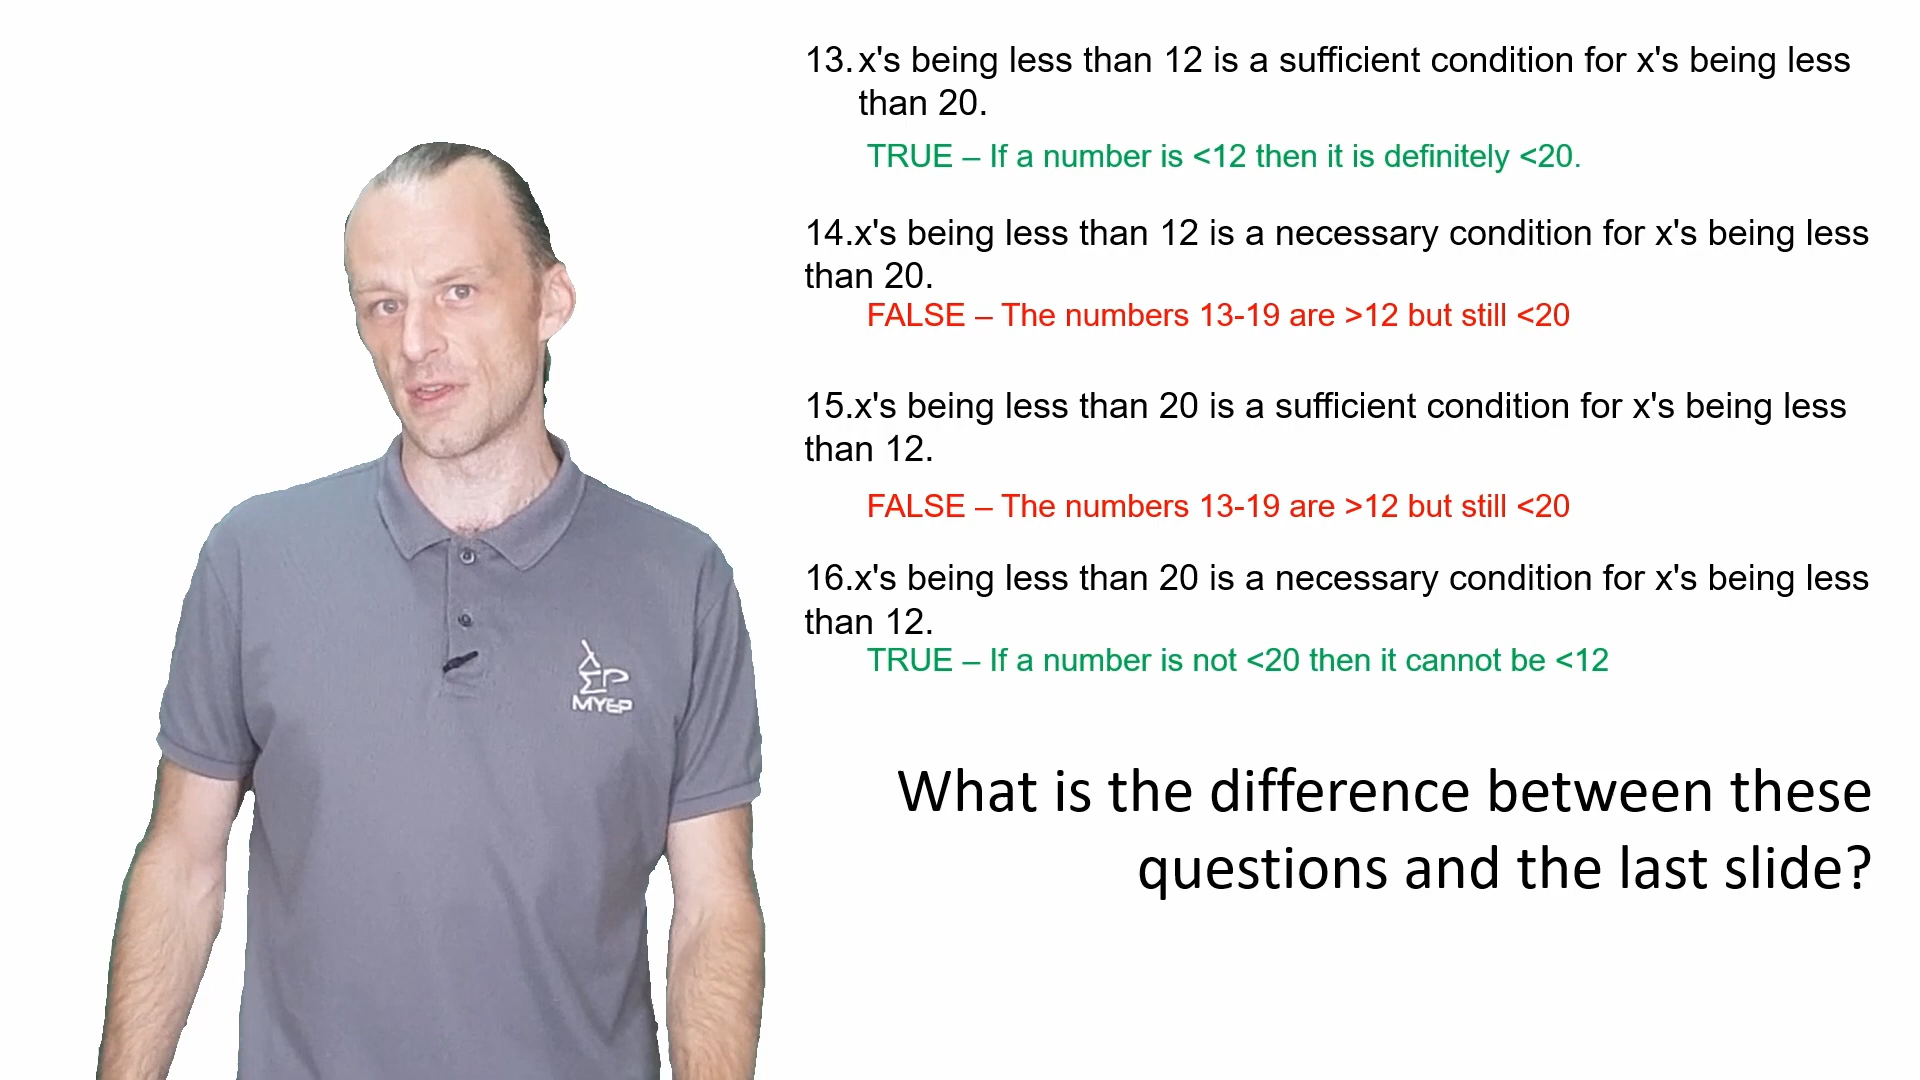 13. x's being less than 12 is a sufficient condition for x's being less
than 20.
TRUE – If a number is <12 then it is definitely <20.
14.x's being less than 12 is a necessary condition for x's being less
than 20.
FALSE – The numbers 13-19 are >12 but still <20
15.x's being less than 20 is a sufficient condition for x's being less
than 12.
FALSE – The numbers 13-19 are >12 but still <20
16.x's being less than 20 is a necessary condition for x's being less
than 12.
TRUE – If a number is not <20 then it cannot be <12
What is the difference between these
questions and the last slide?
MYEP